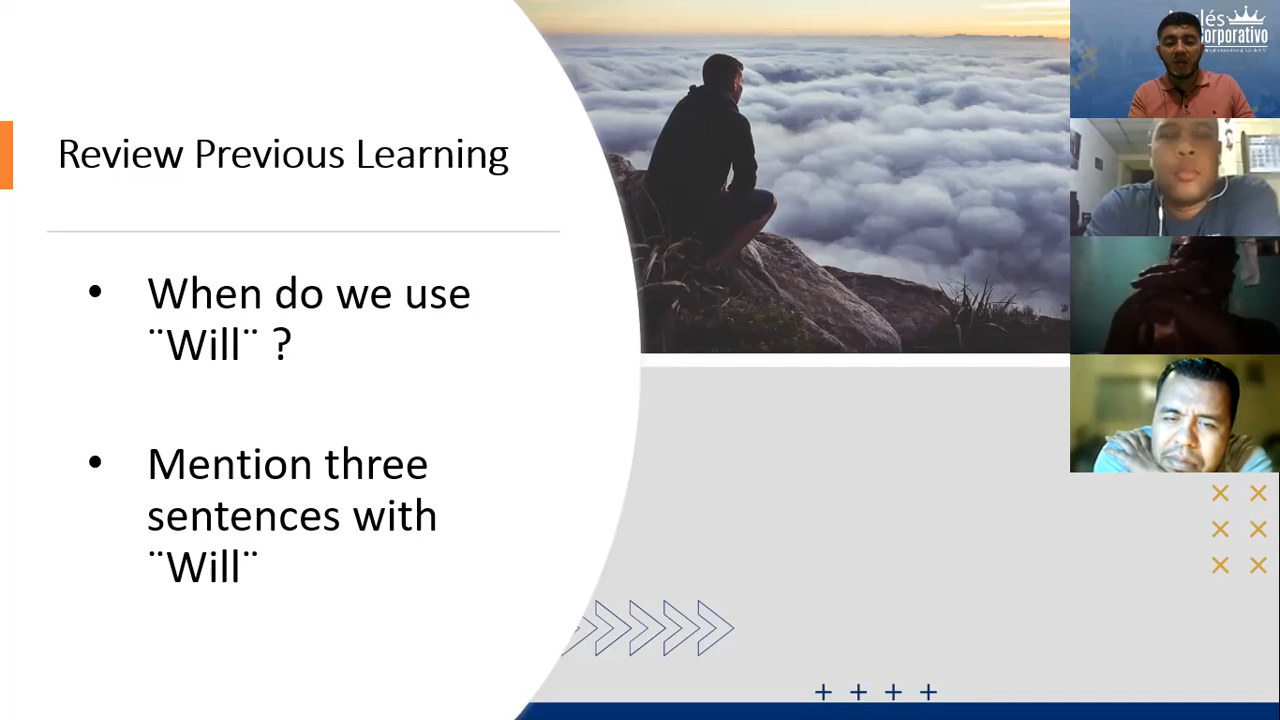 Review Previous Learning
• When do we use
¨Will¨ ?
• Mention three
sentences with
¨Will¨